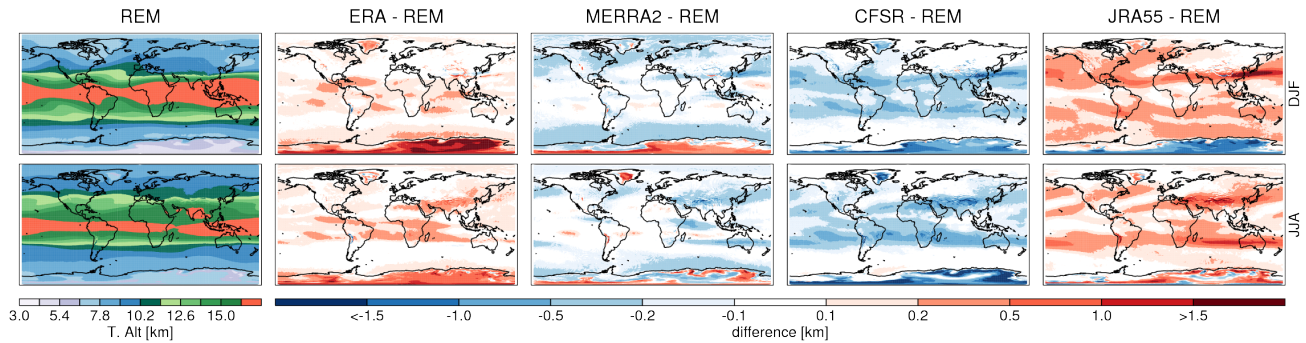 REM ERA - REM MERRA2 - REM CFSR - REM JRA55 - REM
DJF
JJA
3.0 5.4 7.8 10.2 12.6 15.0 <-1.5 -1.0 -0.5 -0.2 -0.1 0.1 0.2 0.5 1.0 >1.5
T. Alt [km] difference [km]